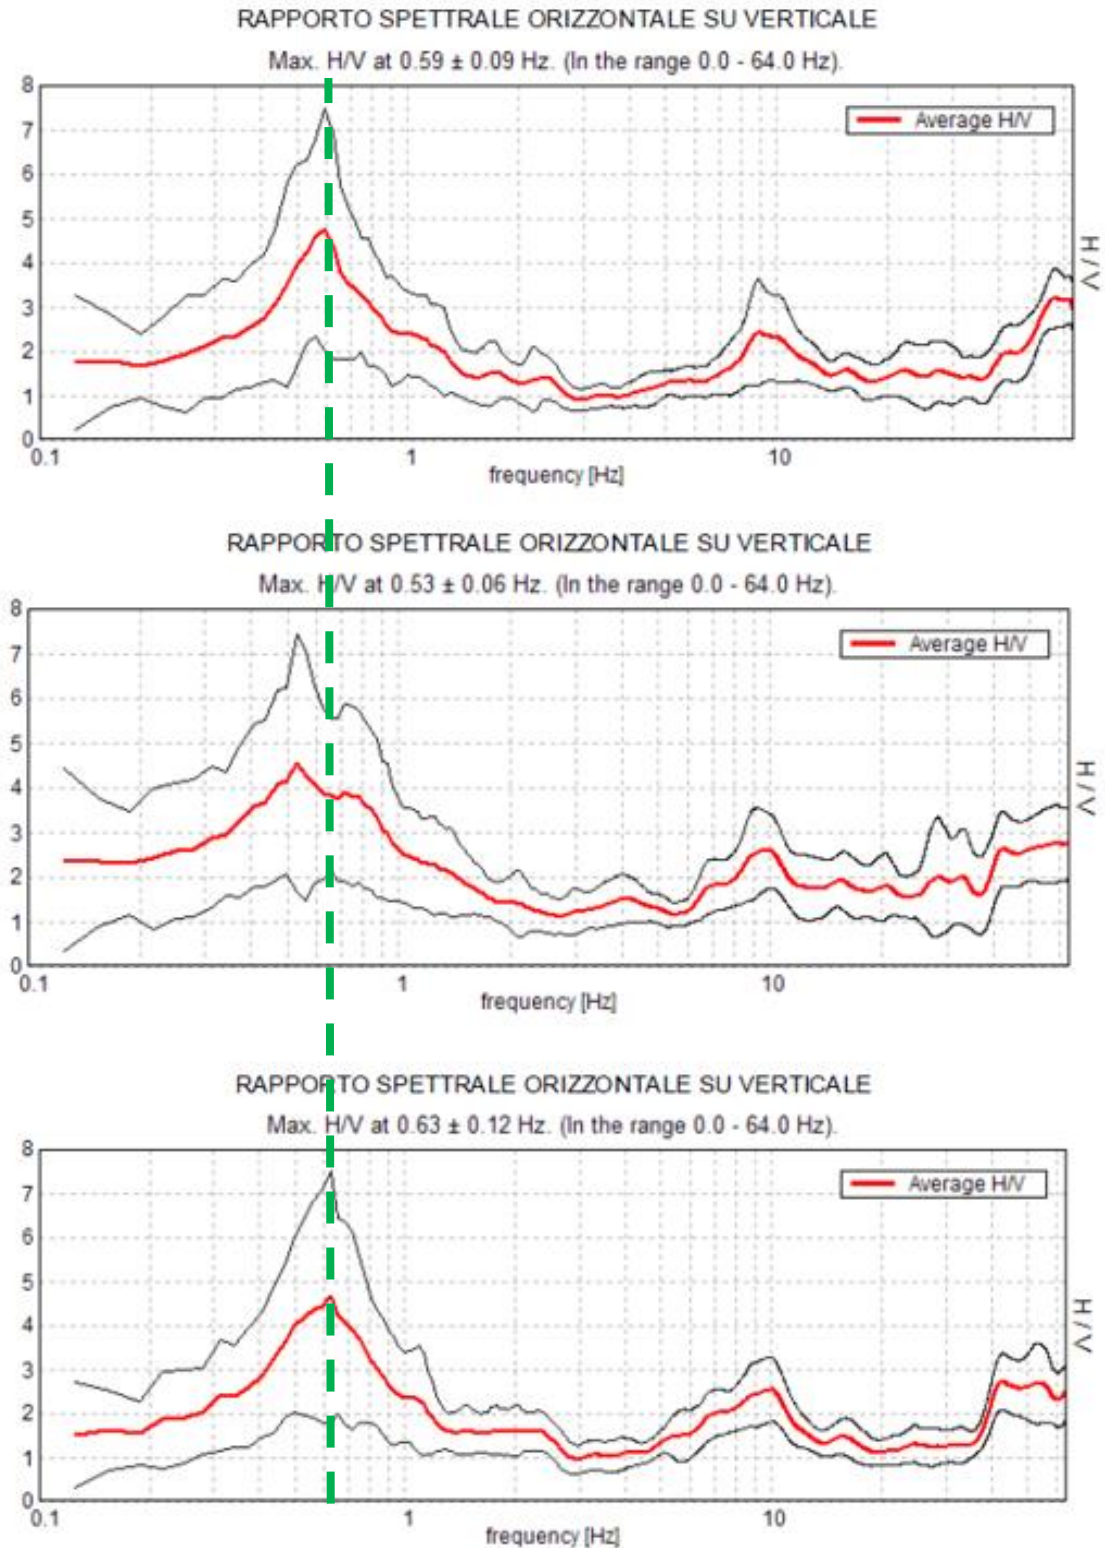 RAPPORTO SPETTRALE ORIZZONTALE SU VERTICALE
Max. H/V at 0.59 ± 0.09 Hz. (In the range 0.0 - 64.0 Hz).
Average H/V
8
7
6
5
4
3
2
1
0
H / V
0.1 1 10
frequency [Hz]
RAPPORTO SPETTRALE ORIZZONTALE SU VERTICALE
Max. H/V at 0.53 ± 0.06 Hz. (In the range 0.0 - 64.0 Hz).
Average H/V
8
7
6
5
4
3
2
1
0
H / V
0.1 1 10
frequency [Hz]
RAPPORTO SPETTRALE ORIZZONTALE SU VERTICALE
Max. H/V at 0.63 ± 0.12 Hz. (In the range 0.0 - 64.0 Hz).
Average H/V
8
7
6
5
4
3
2
1
0
H / V
0.1 1 10
frequency [Hz]